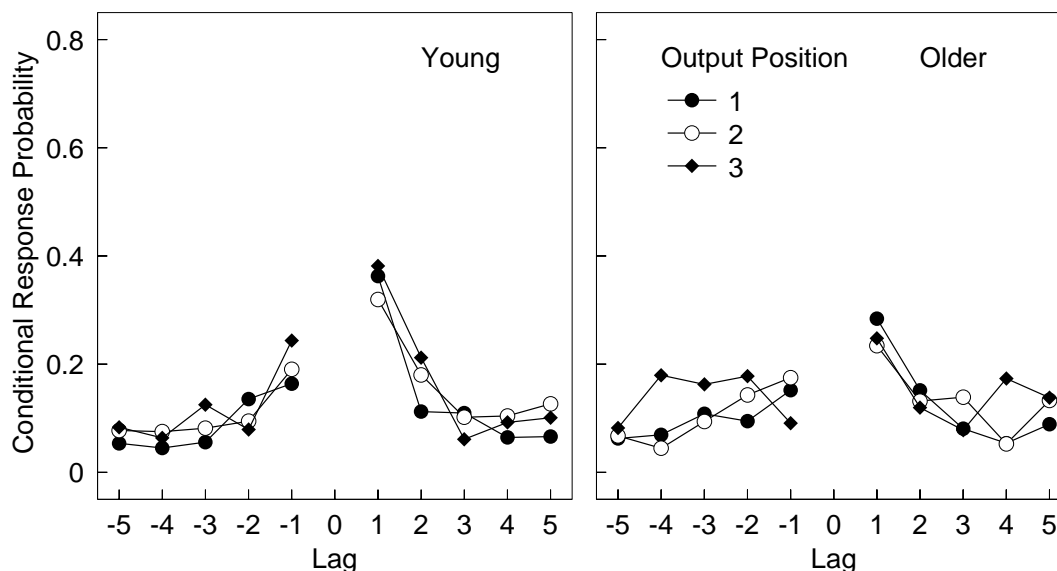 Conditional Response Probability
0.8
0.6
0.4
0.2
0
Young
-5 -4 -3 -2 -1 0 1 2 3 4 5
Lag
Output Position
1
2
3
Older
-5 -4 -3 -2 -1 0 1 2 3 4 5
Lag